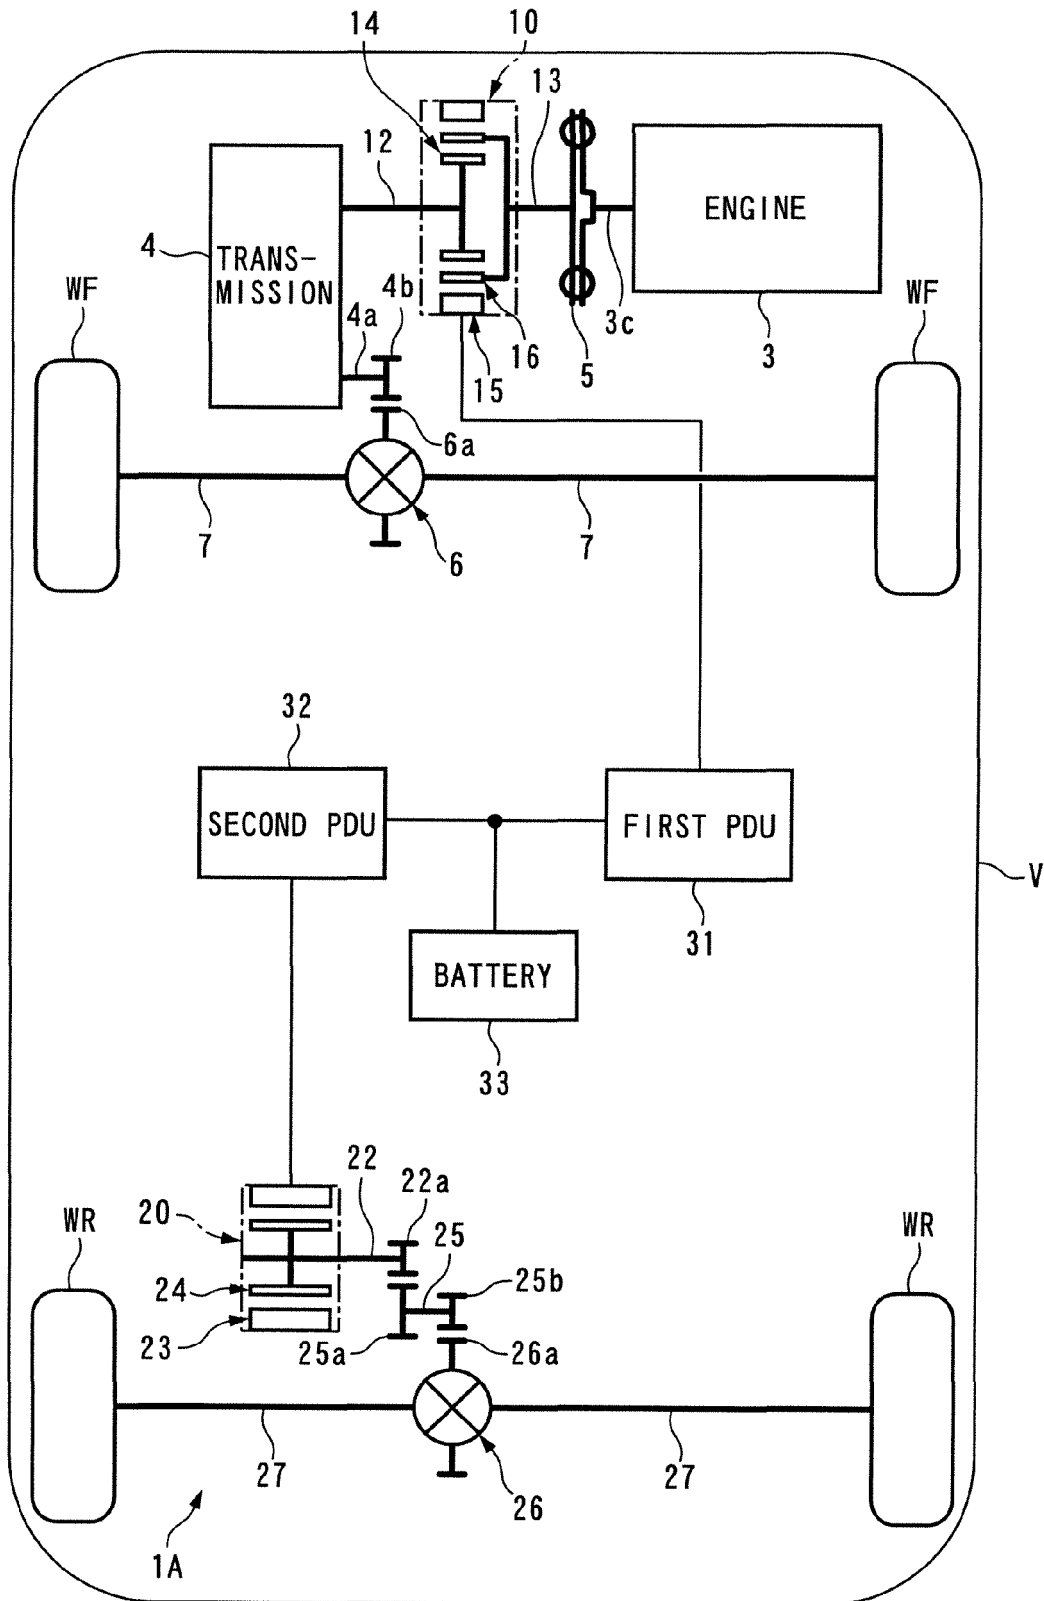 14
10
13
12
ENGINE
4
TRANS-
MISSION
WF
4b
WF
4a
3c
3
16
5
15
6a
7
6
7
32
SECOND PDU
FIRST PDU
V
31
BATTERY
33
22
22a
20
WR
25
WR
24
25b
23
25a
26a
27
27
26
1A